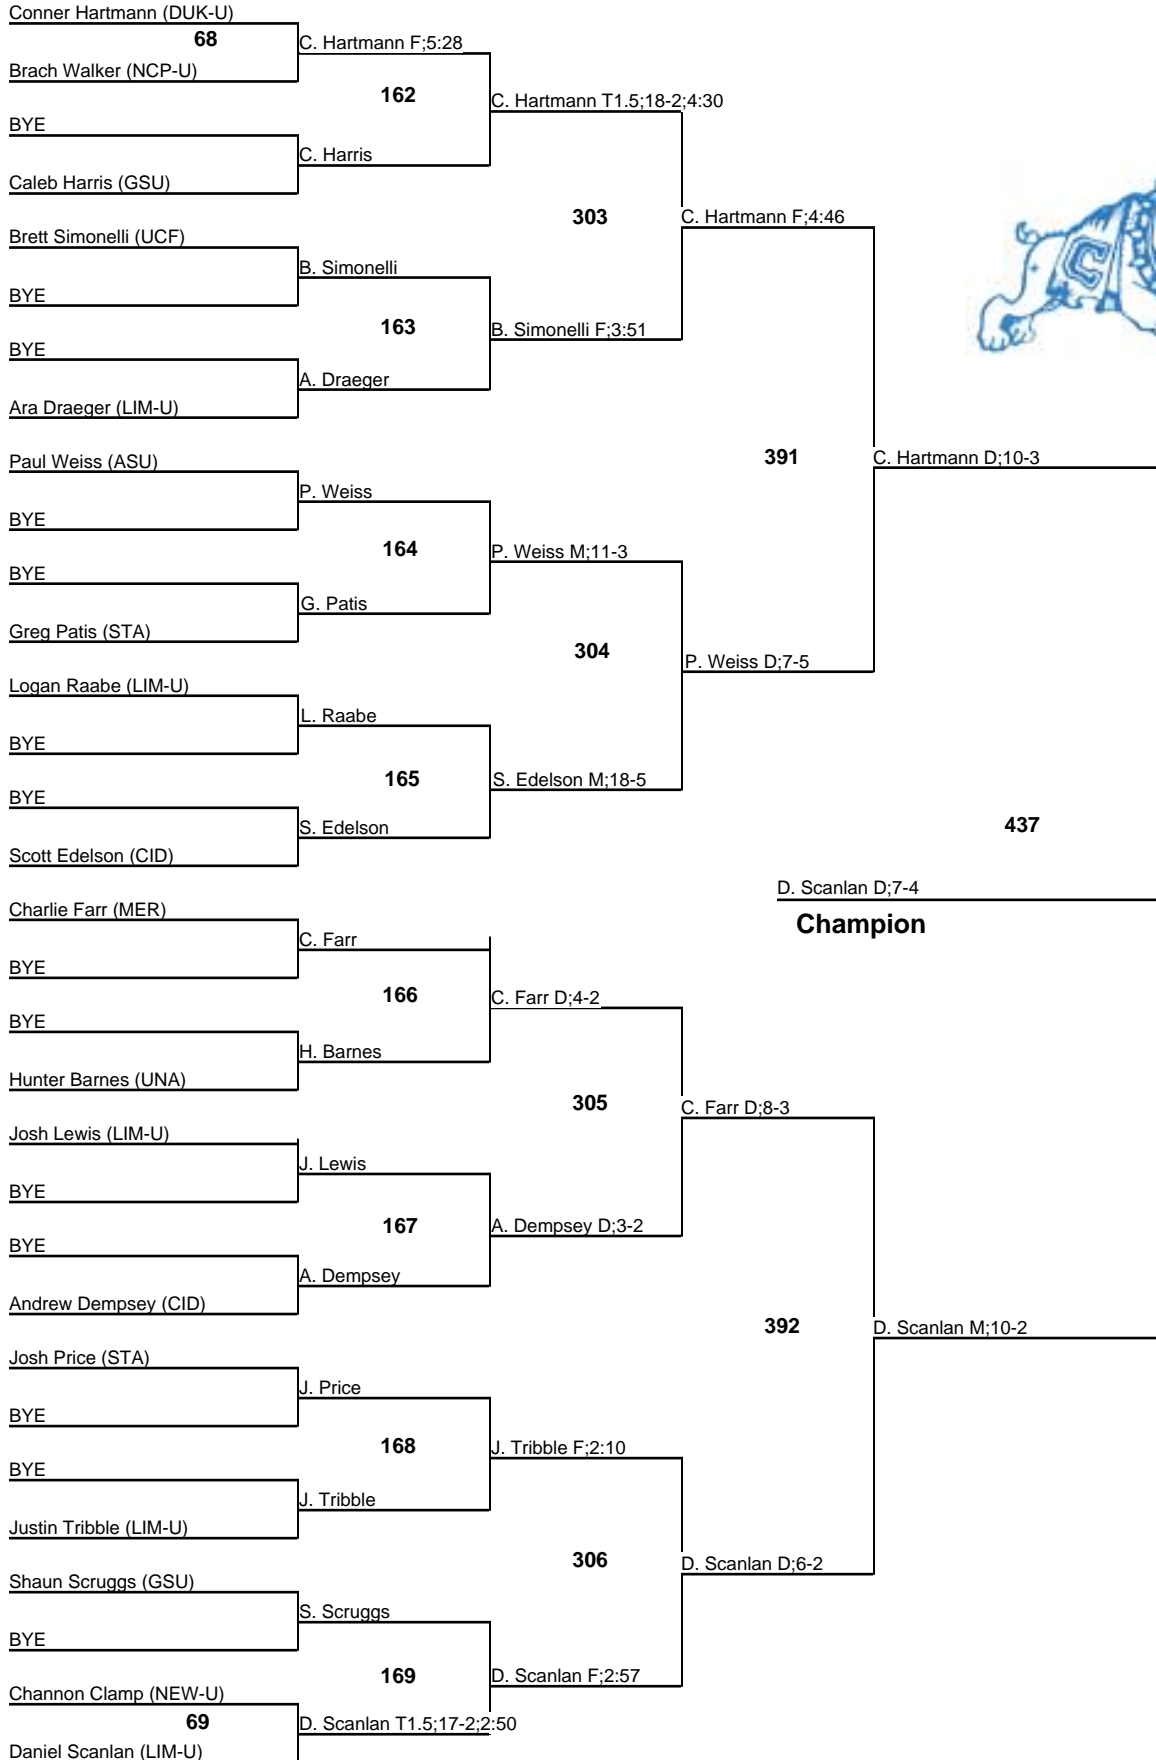 Conner Hartmann (DUK-U)
68
C. Hartmann F;5:28
Brach Walker (NCP-U)
162
C. Hartmann T1.5;18-2;4:30
BYE
C. Harris
Caleb Harris (GSU)
303
C. Hartmann F;4:46
Brett Simonelli (UCF)
B. Simonelli
BYE
163
B. Simonelli F;3:51
BYE
A. Draeger
Ara Draeger (LIM-U)
391
C. Hartmann D;10-3
Paul Weiss (ASU)
P. Weiss
BYE
164
P. Weiss M;11-3
BYE
G. Patis
Greg Patis (STA)
304
P. Weiss D;7-5
Logan Raabe (LIM-U)
L. Raabe
BYE
165
S. Edelson M;18-5
BYE
S. Edelson
437
Scott Edelson (CID)
D. Scanlan D;7-4
Champion
Charlie Farr (MER)
C. Farr
BYE
166
C. Farr D;4-2
BYE
H. Barnes
Hunter Barnes (UNA)
305
C. Farr D;8-3
Josh Lewis (LIM-U)
J. Lewis
BYE
167
A. Dempsey D;3-2
BYE
A. Dempsey
Andrew Dempsey (CID)
392
D. Scanlan M;10-2
Josh Price (STA)
J. Price
BYE
168
J. Tribble F;2:10
BYE
J. Tribble
Justin Tribble (LIM-U)
306
D. Scanlan D;6-2
Shaun Scruggs (GSU)
S. Scruggs
BYE
169
D. Scanlan F;2:57
Channon Clamp (NEW-U)
69
D. Scanlan T1.5;17-2;2:50
Daniel Scanlan (LIM-U)
C